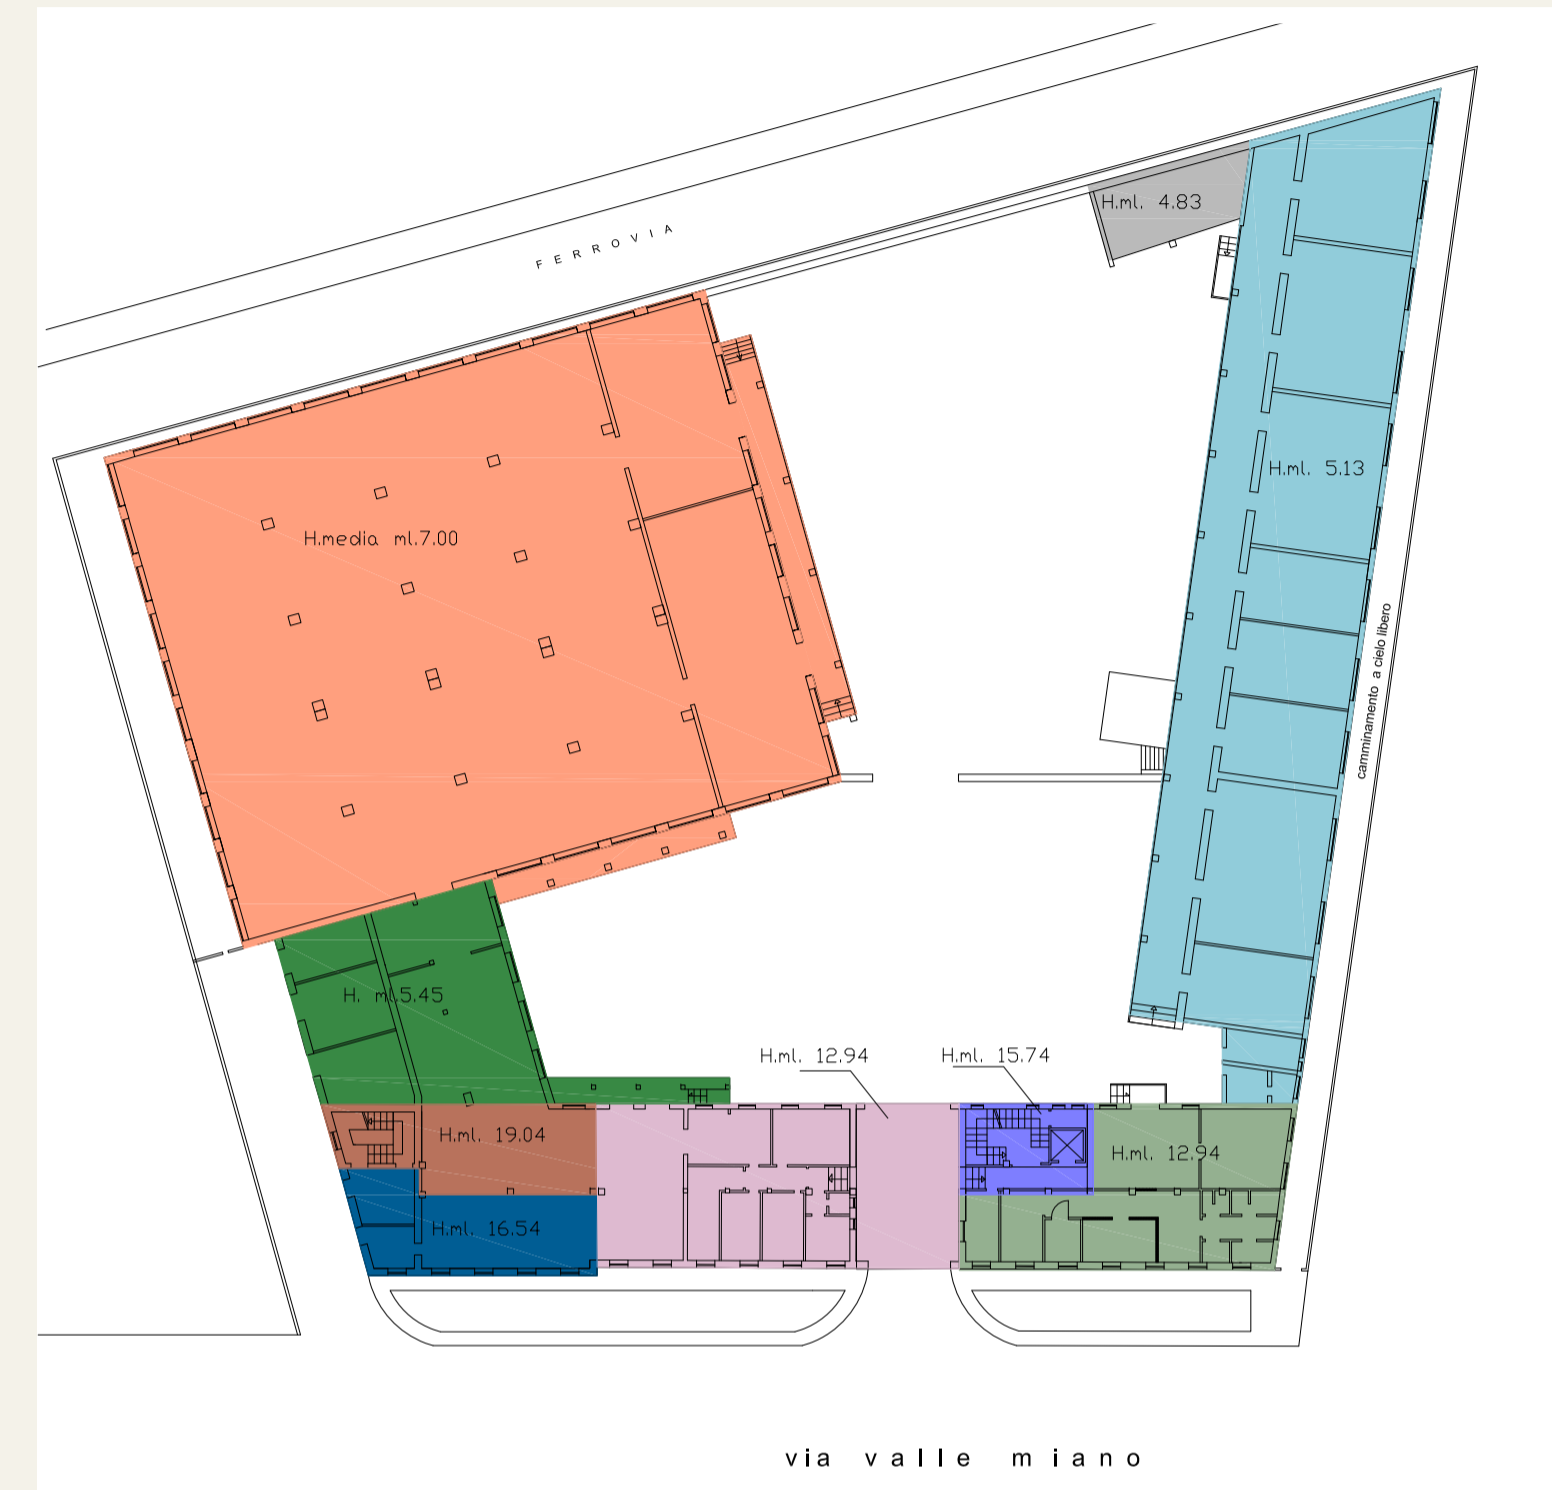 H.ml. 4.83
FERROVIA
H.ml. 5.13
H.media ml.7.00
camminamento a cielo libero
H. ml.5.45
H.ml. 12.94
H.ml. 15.74
H.ml. 19.04
H.ml. 12.94
H.ml. 16.54
via valle miano